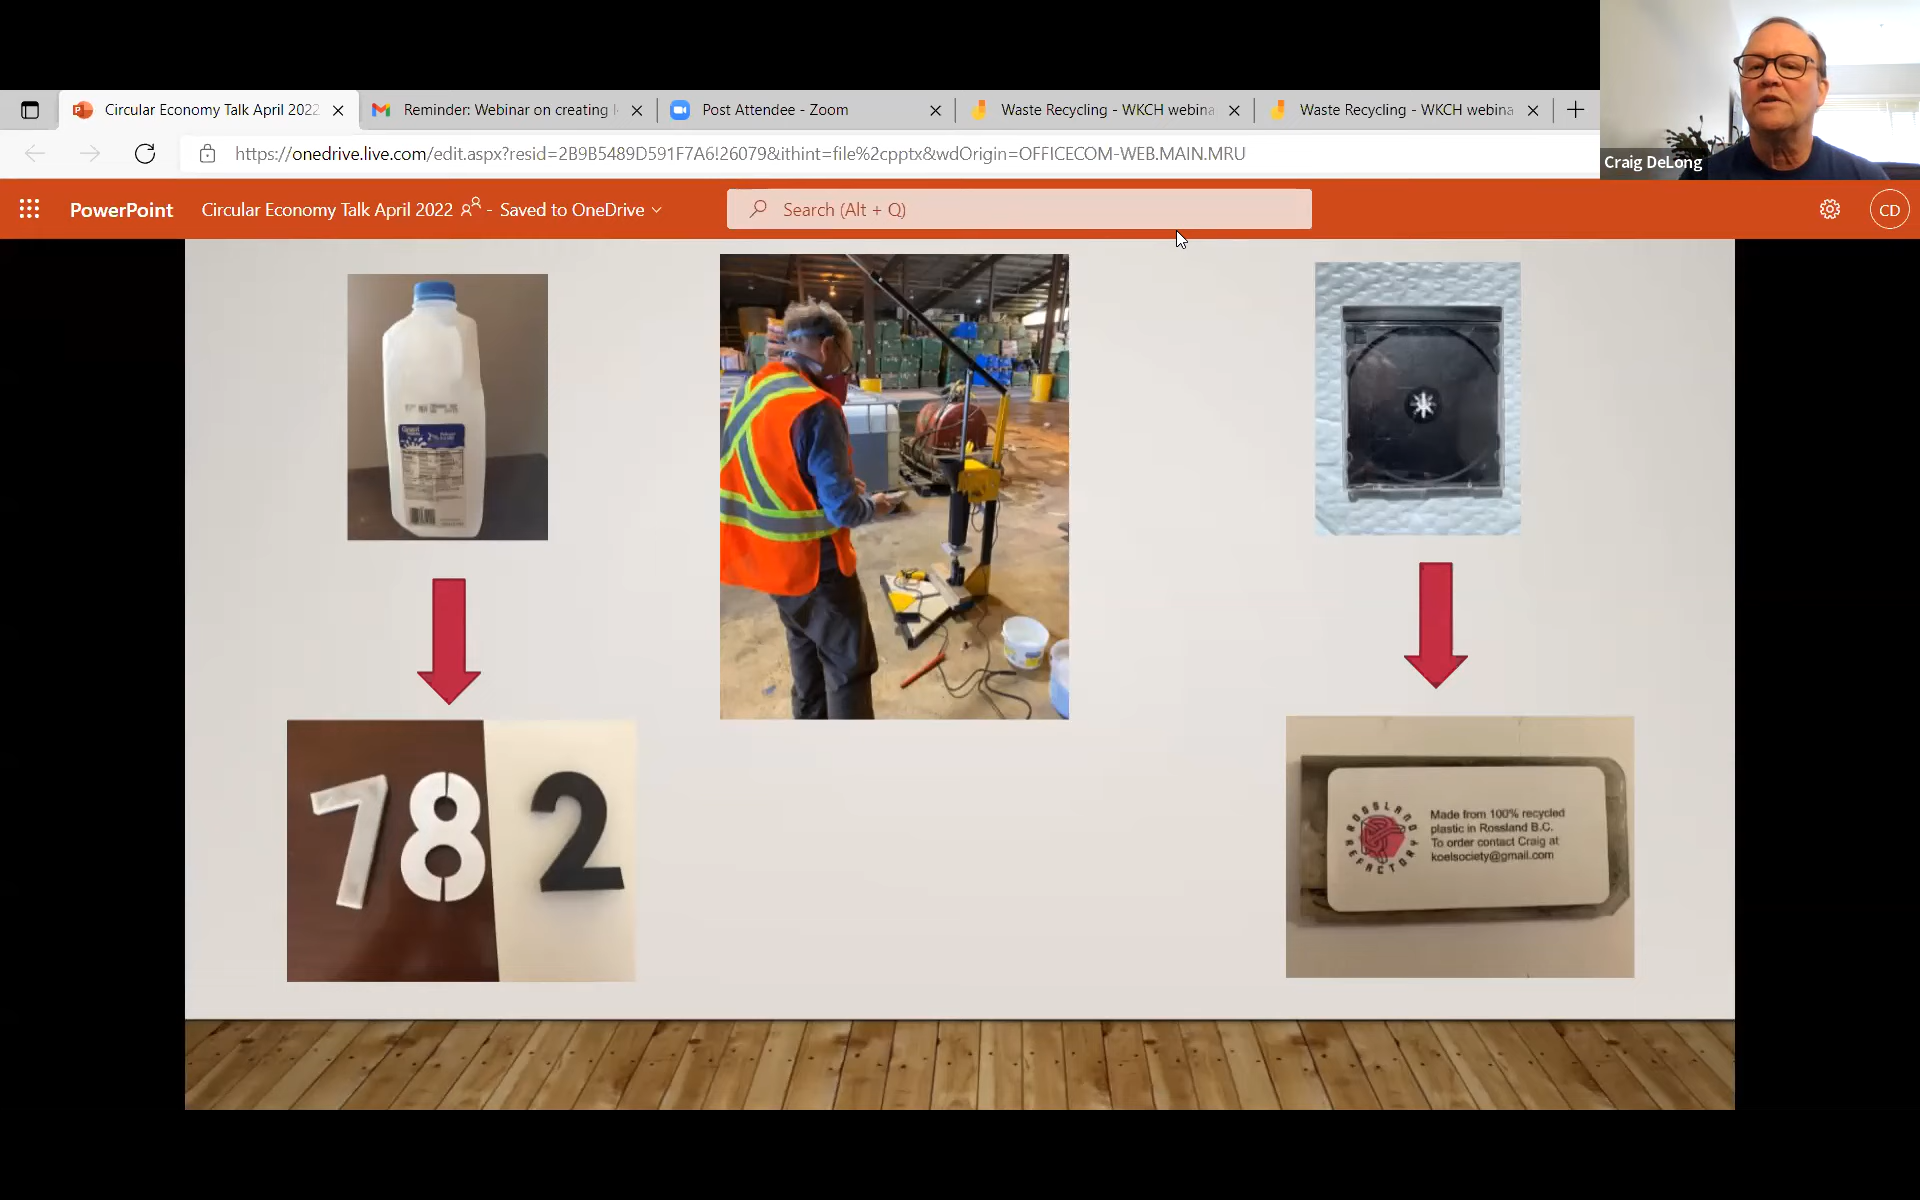 Circular Economy Talk April 2022
Reminder: Webinar on creating l
Post Attendee - Zoom
Waste Recycling - WKCH webina
Waste Recycling - WKCH webina
https://onedrive.live.com/edit.aspx?resid=2B9B5489D591F7A6!26079&ithint=file%2cpptx&wdOrigin=OFFICECOM-WEB.MAIN.MRU
Craig DeLong
PowerPoint
Circular Economy Talk April 2022 - Saved to OneDrive
Search (Alt + Q)
CD
782
ROSSLAND REFACTORY
Made from 100% recycled
plastic in Rossland B.C.
To order contact Craig at
koelsociety@gmail.com